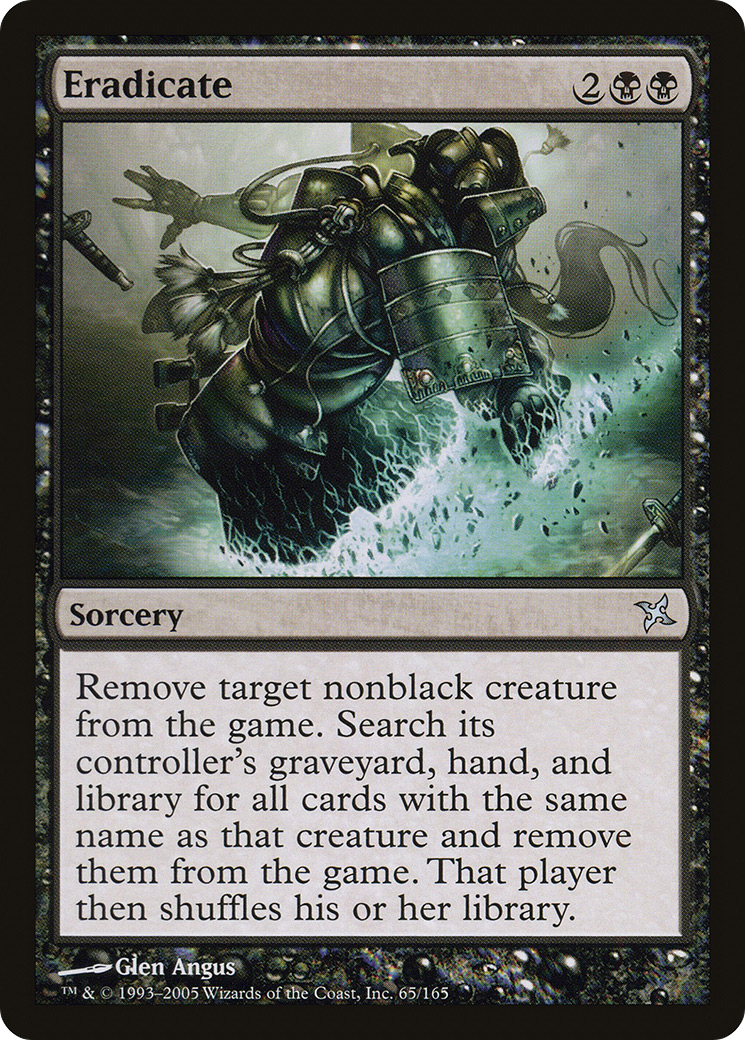 Eradicate 2
Sorcery
Remove target nonblack creature
from the game. Search its
controller's graveyard, hand, and
library for all cards with the same
name as that creature and remove
them from the game. That player
then shuffles his or her library.
Glen Angus
™ & © 1993–2005 Wizards of the Coast, Inc. 65/165